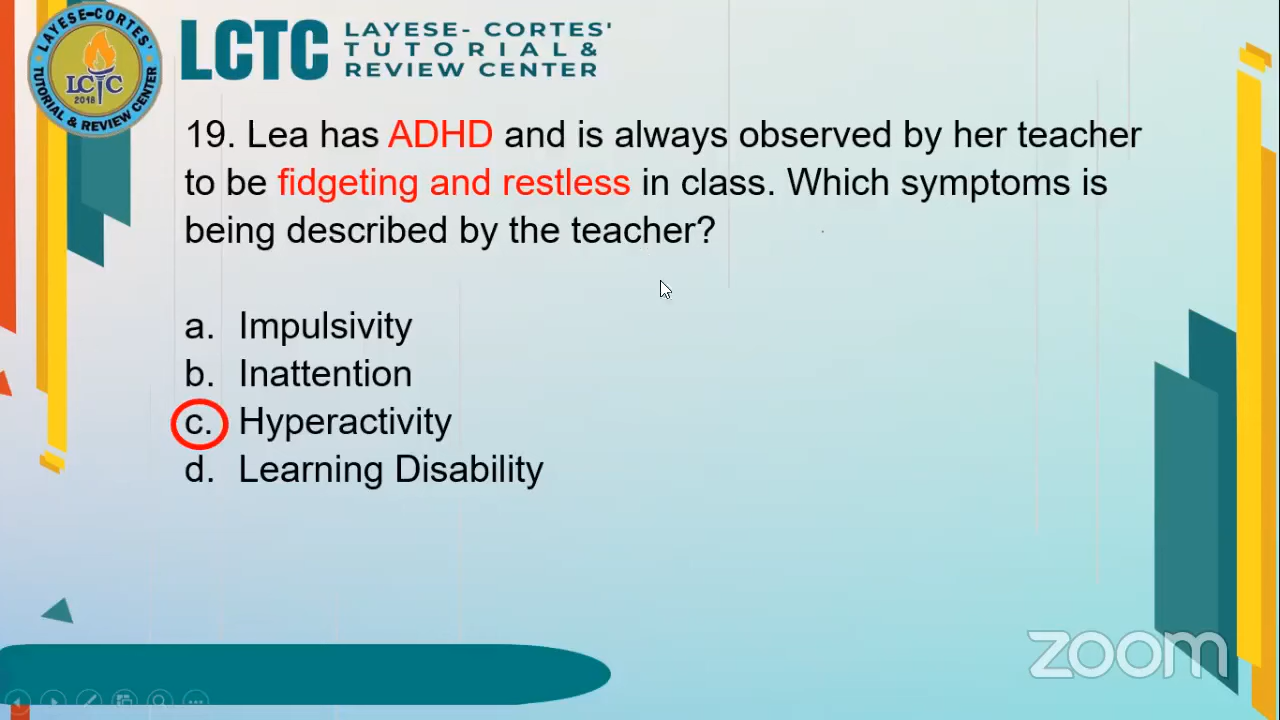 LAYESE-CORTES'
TUTORIAL & REVIEW CENTER
LCTC
2018
LCTC
LAYESE- CORTES'
TUTORIAL &
REVIEW CENTER
19. Lea has ADHD and is always observed by her teacher
to be fidgeting and restless in class. Which symptoms is
being described by the teacher?
a. Impulsivity
b. Inattention
c. Hyperactivity
d. Learning Disability
zoom